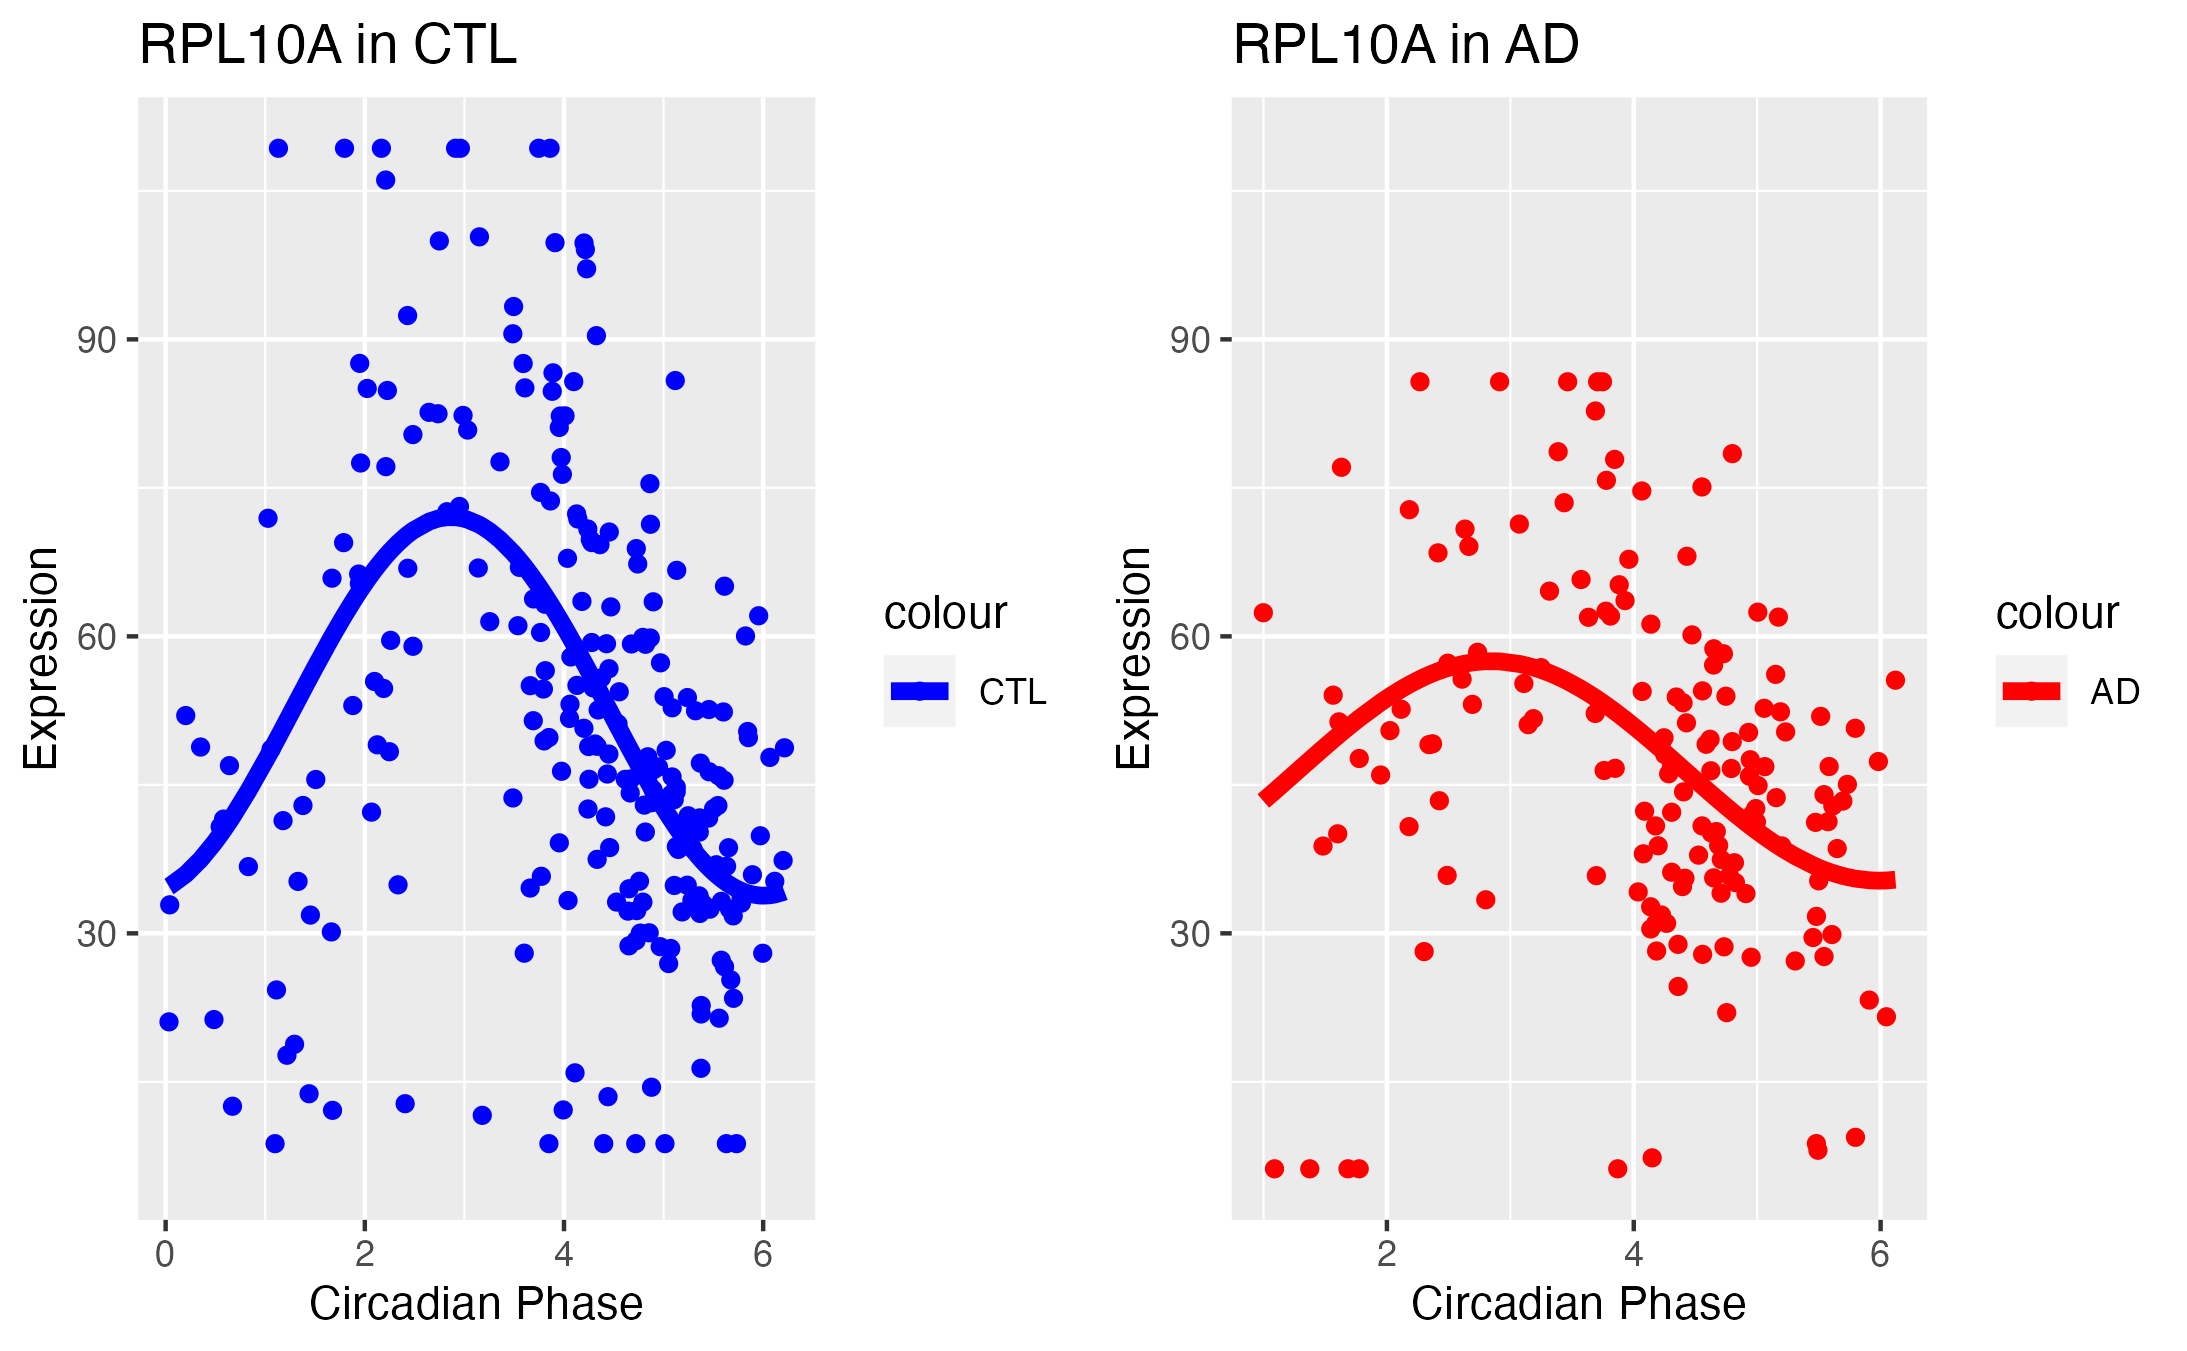 RPL10A in CTL
Expression
90
60
30
0 2 4 6
Circadian Phase
colour
CTL
RPL10A in AD
Expression
90
60
30
2 4 6
Circadian Phase
colour
AD